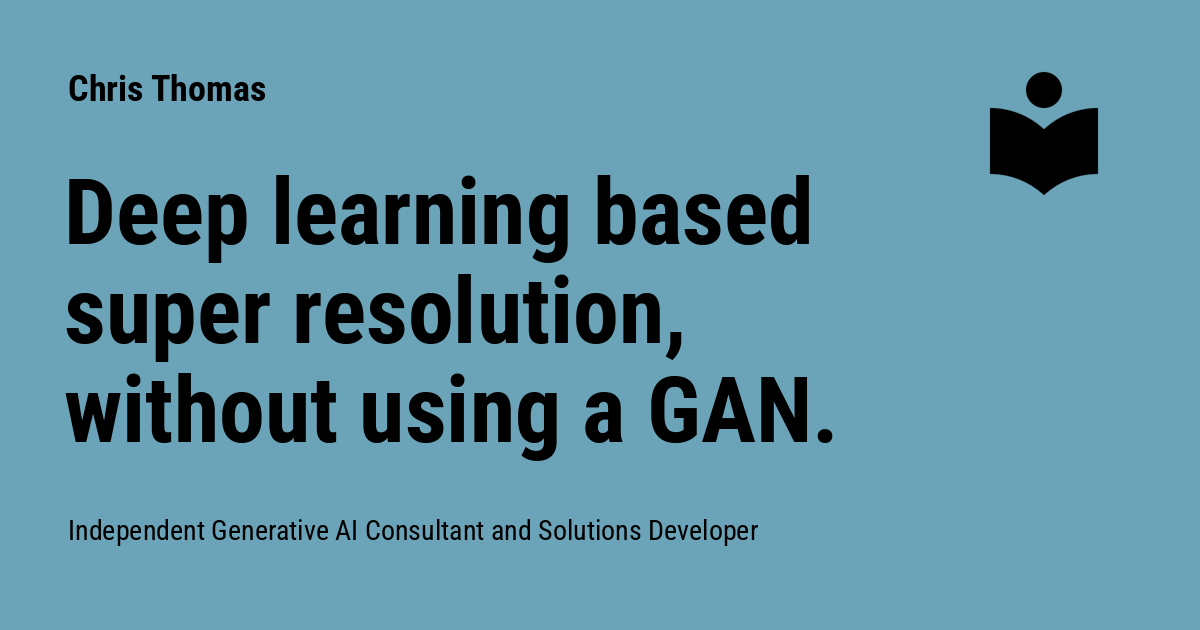 Chris Thomas
Deep learning based
super resolution,
without using a GAN.
Independent Generative AI Consultant and Solutions Developer